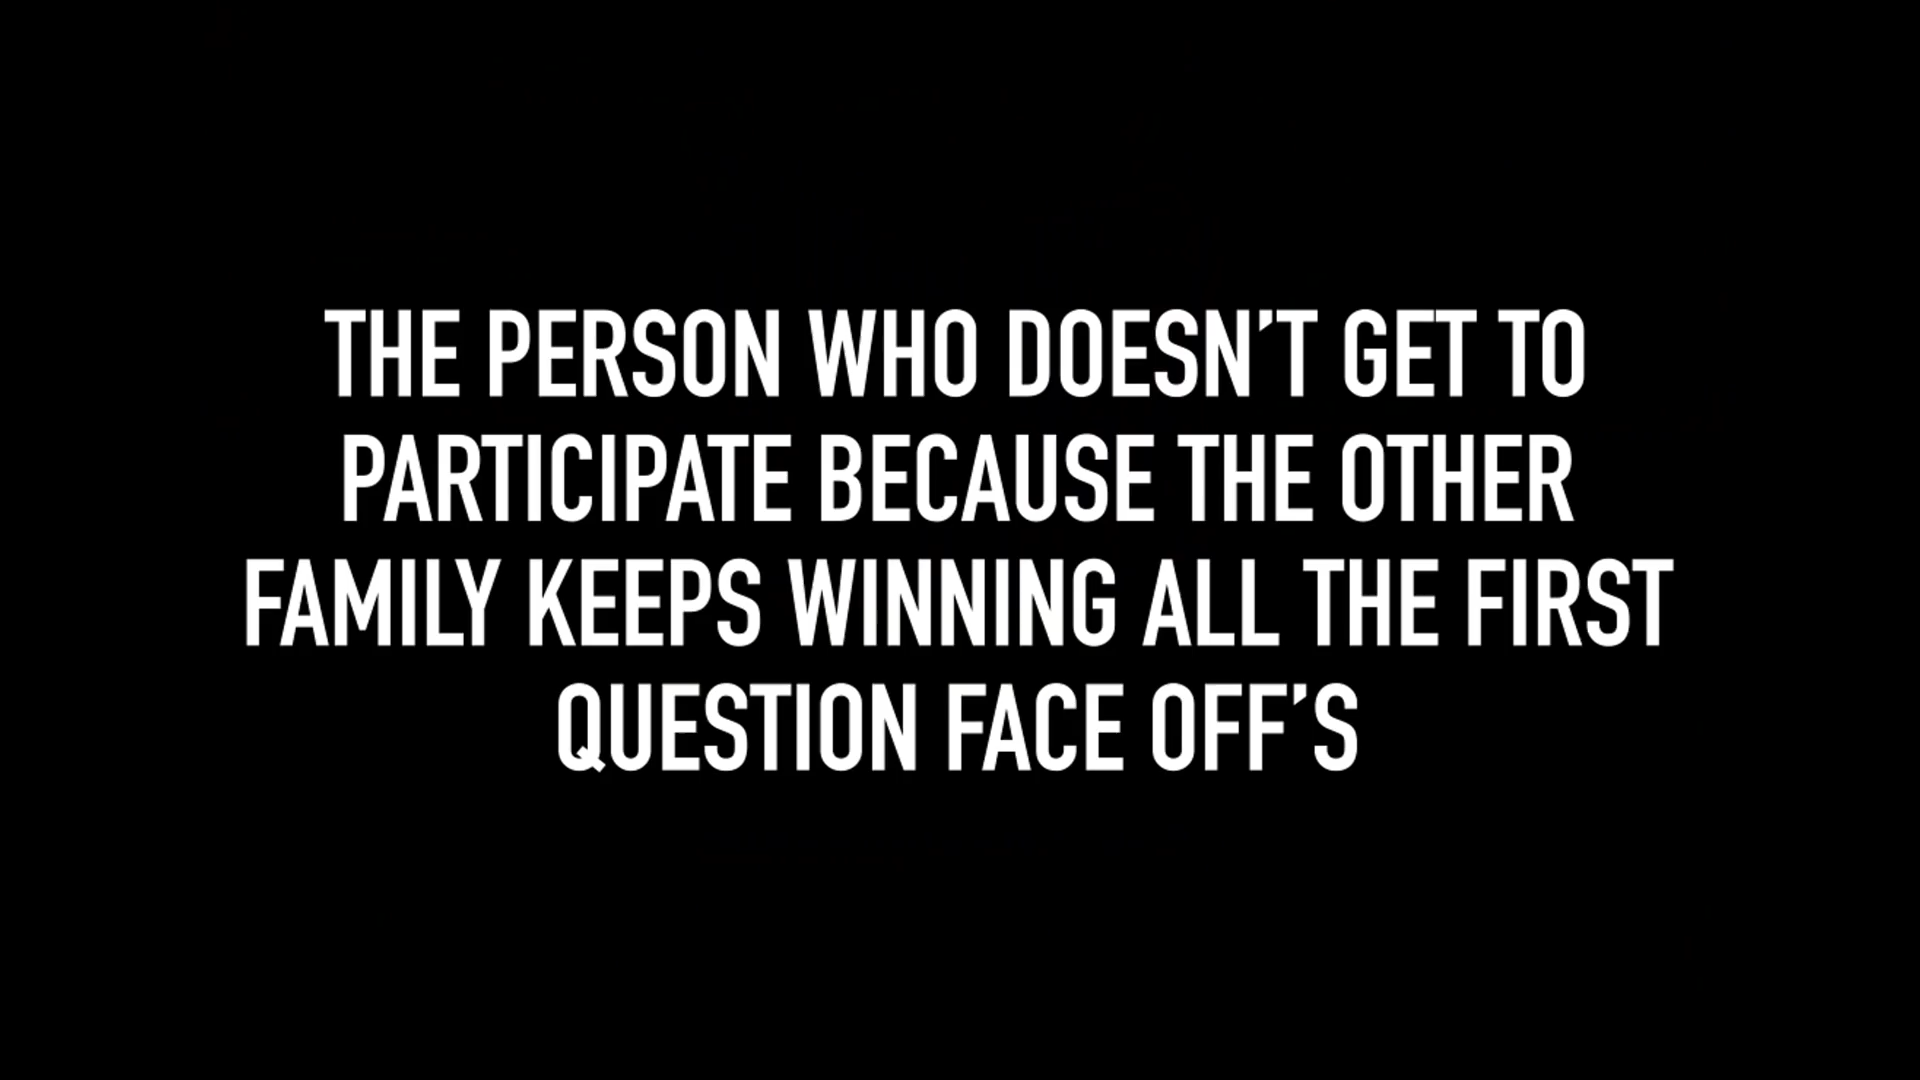 THE PERSON WHO DOESN’T GET TO
PARTICIPATE BECAUSE THE OTHER
FAMILY KEEPS WINNING ALL THE FIRST
QUESTION FACE OFF’S